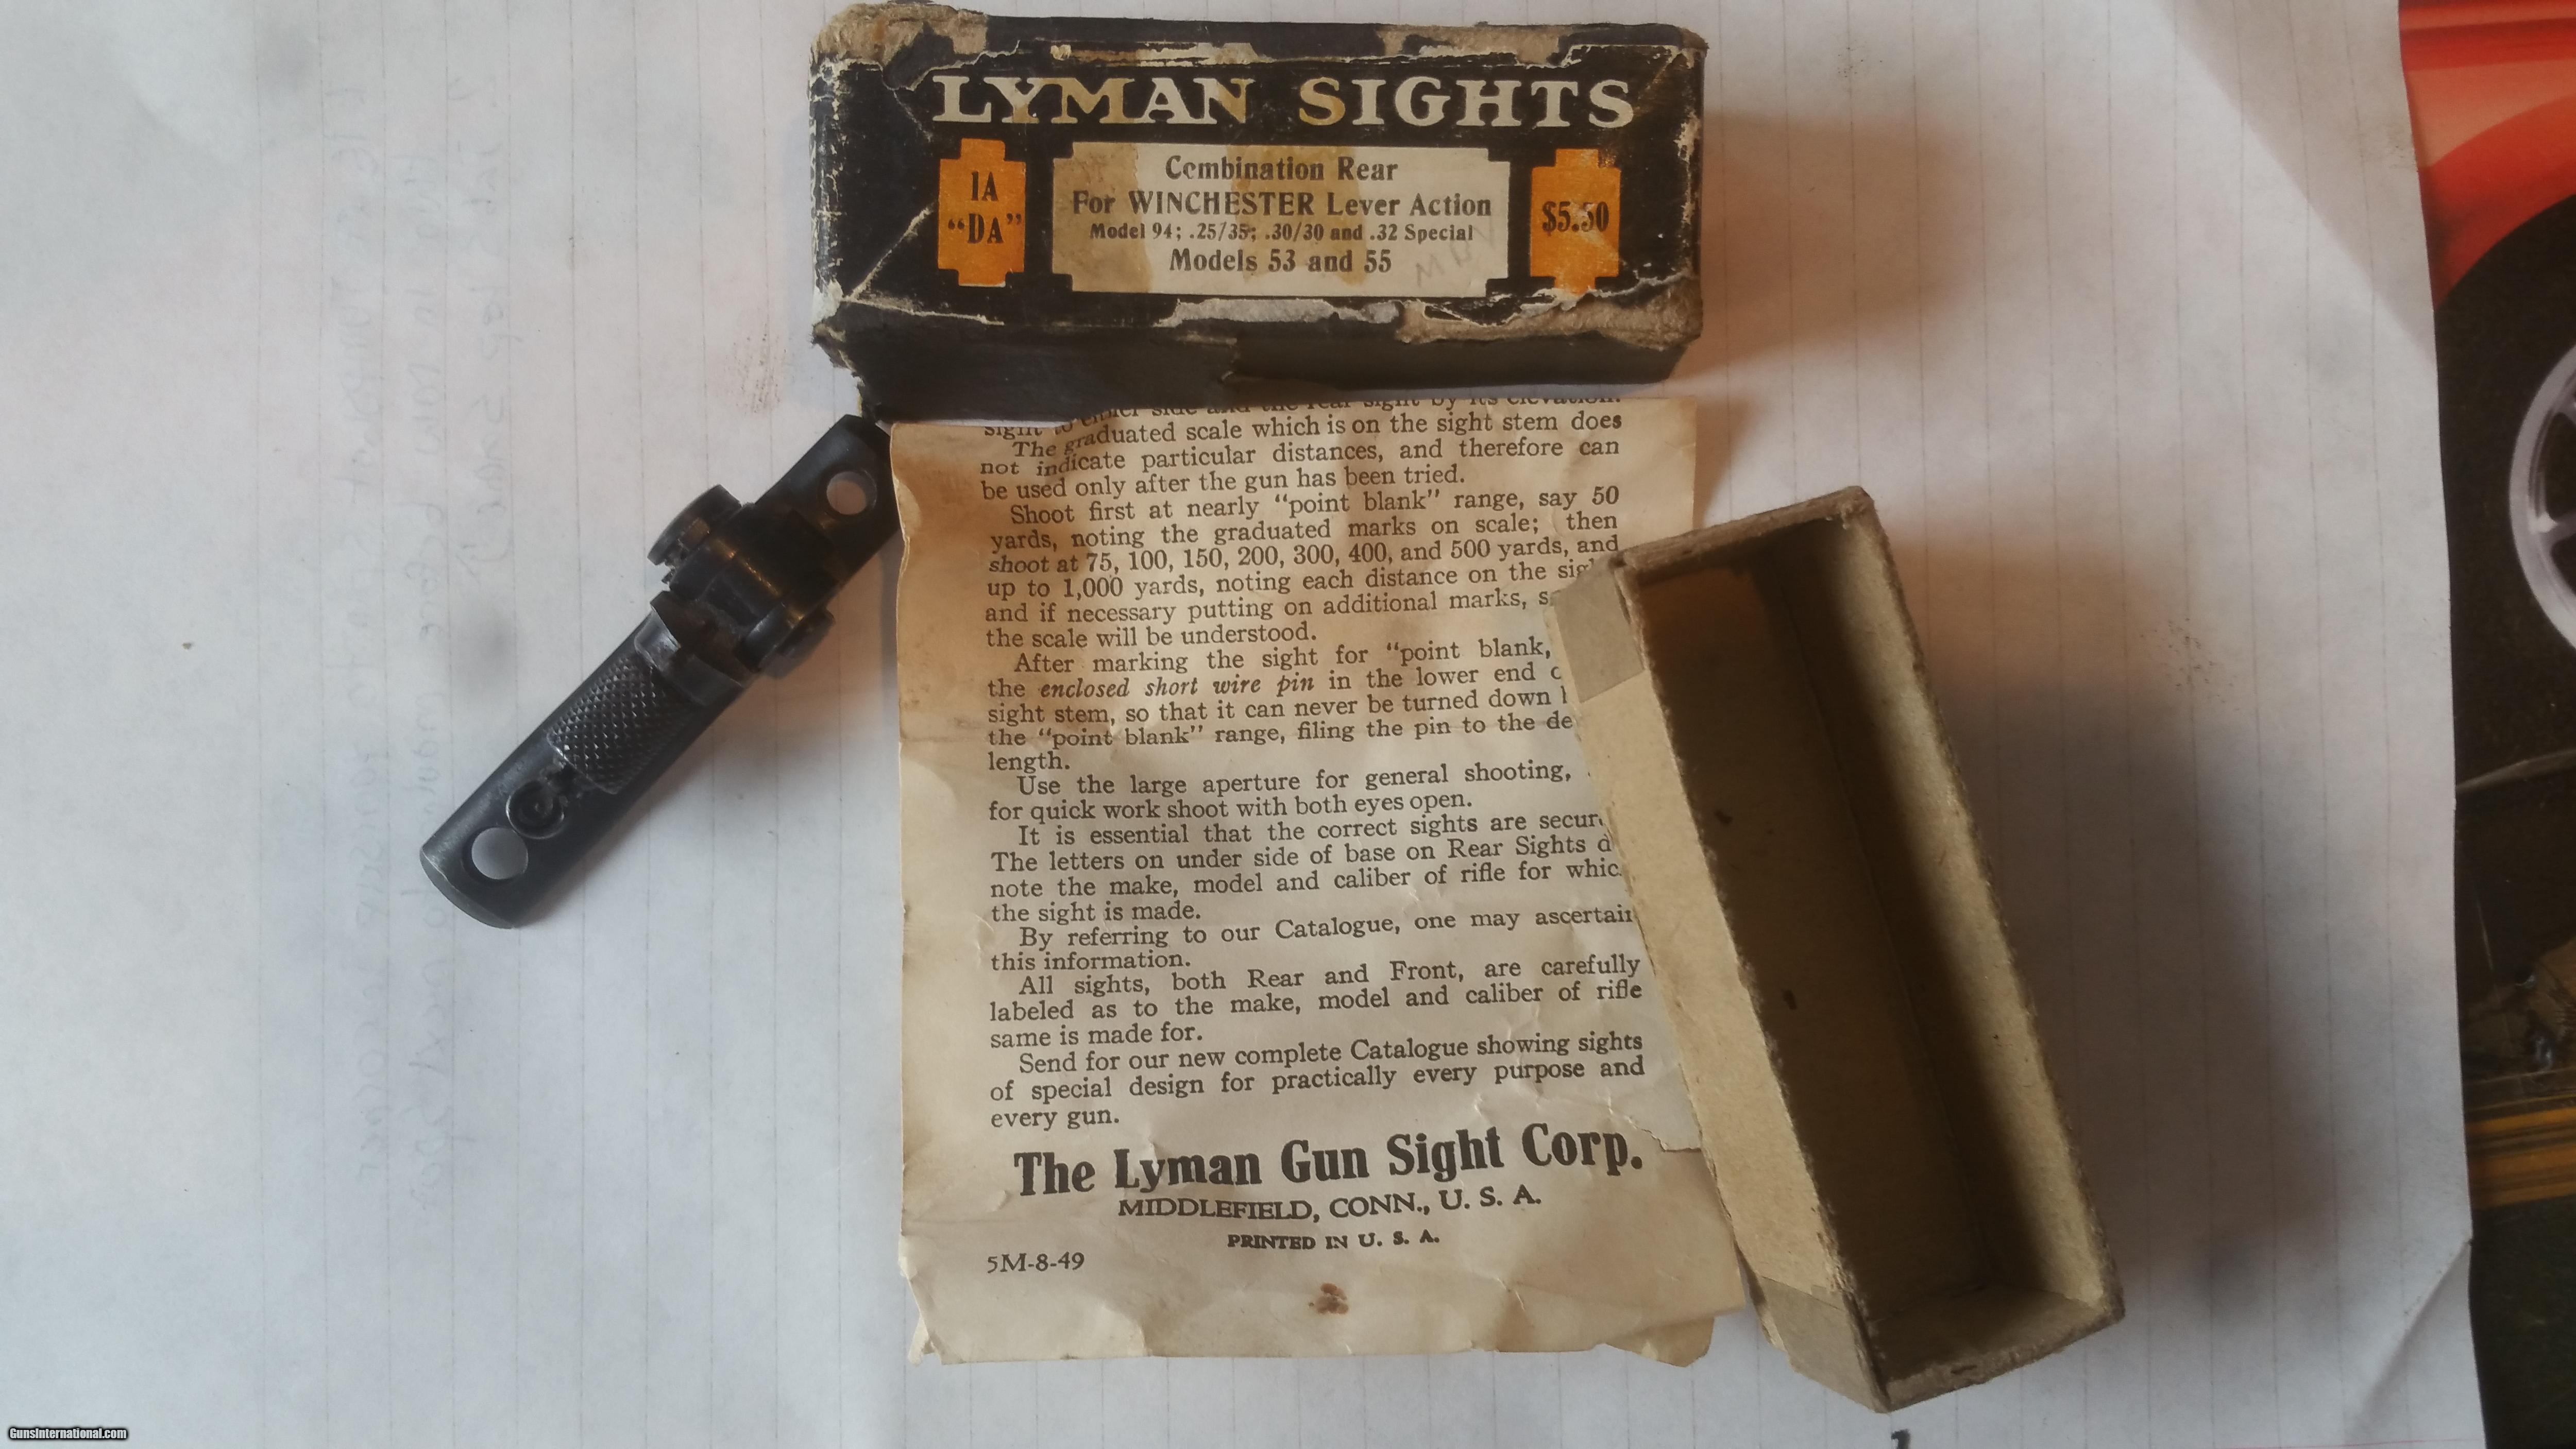 LYMAN SIGHTS
1A
"DA"
Combination Rear
For WINCHESTER Lever Action
Model 94; .25/35; .30/30 and .32 Special
Models 53 and 55
$5.50
sight to either side and the rear sight by its elevation.
The graduated scale which is on the sight stem does
not indicate particular distances, and therefore can
be used only after the gun has been tried.
Shoot first at nearly "point blank" range, say 50
yards, noting the graduated marks on scale; then
shoot at 75, 100, 150, 200, 300, 400, and 500 yards, and
up to 1,000 yards, noting each distance on the
and if necessary putting on additional marks,
the scale will be understood.
After marking the sight for "point blank,
the enclosed short wire pin in the lower end
sight stem, so that it can never be turned down
the "point blank" range, filing the pin to the
length.
Use the large aperture for general shooting,
for quick work shoot with both eyes open.
It is essential that the correct sights are
The letters on under side of base on Rear Sights
note the make, model and caliber of rifle for
the sight is made.
By referring to our Catalogue, one may ascertain
this information.
All sights, both Rear and Front, are carefully
labeled as to the make, model and caliber of rifle
same is made for.
Send for our new complete Catalogue showing sights
of special design for practically every purpose and
every gun.
The Lyman Gun Sight Corp.
MIDDLEFIELD, CONN., U. S. A.
PRINTED IN U. S. A.
5M-8-49
GunsInternational.com